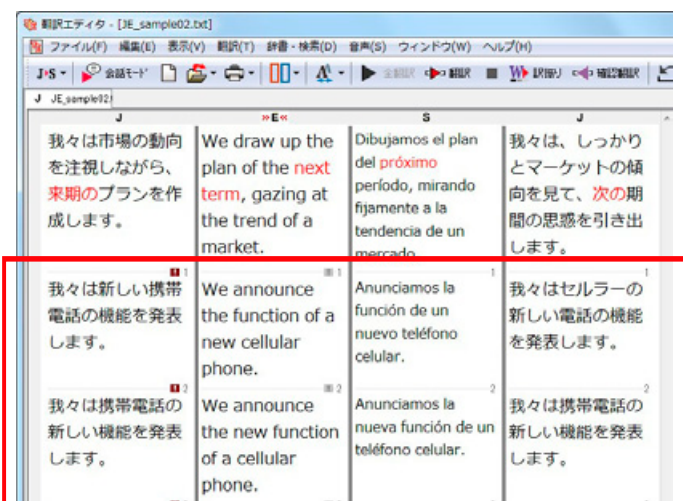 翻訳エディタ - [JE_sample02.txt]
ファイル(F) 編集(E) 表示(V) 翻訳(T) 辞書・検索(D) 音声(S) ウィンドウ(W) ヘルプ(H)
J▸S 会話モード 全翻訳 翻訳 訳振り 確認翻訳
J JE_sample02.
J
我々は市場の動向
を注視しながら、
来期のプランを作
成します。
»E«
We draw up the
plan of the next
term, gazing at
the trend of a
market.
S
Dibujamos el plan
del próximo
período, mirando
fijamente a la
tendencia de un
mercado
J
我々は、しっかり
とマーケットの傾
向を見て、次の期
間の思惑を引き出
します。
1
我々は新しい携帯
電話の機能を発表
します。
1
We announce
the function of a
new cellular
phone.
1
Anunciamos la
función de un
nuevo teléfono
celular.
1
我々はセルラーの
新しい電話の機能
を発表します。
2
我々は携帯電話の
新しい機能を発表
します。
2
We announce
the new function
of a cellular
phone.
2
Anunciamos la
nueva función de un
teléfono celular.
2
我々は携帯電話の
新しい機能を発表
します。